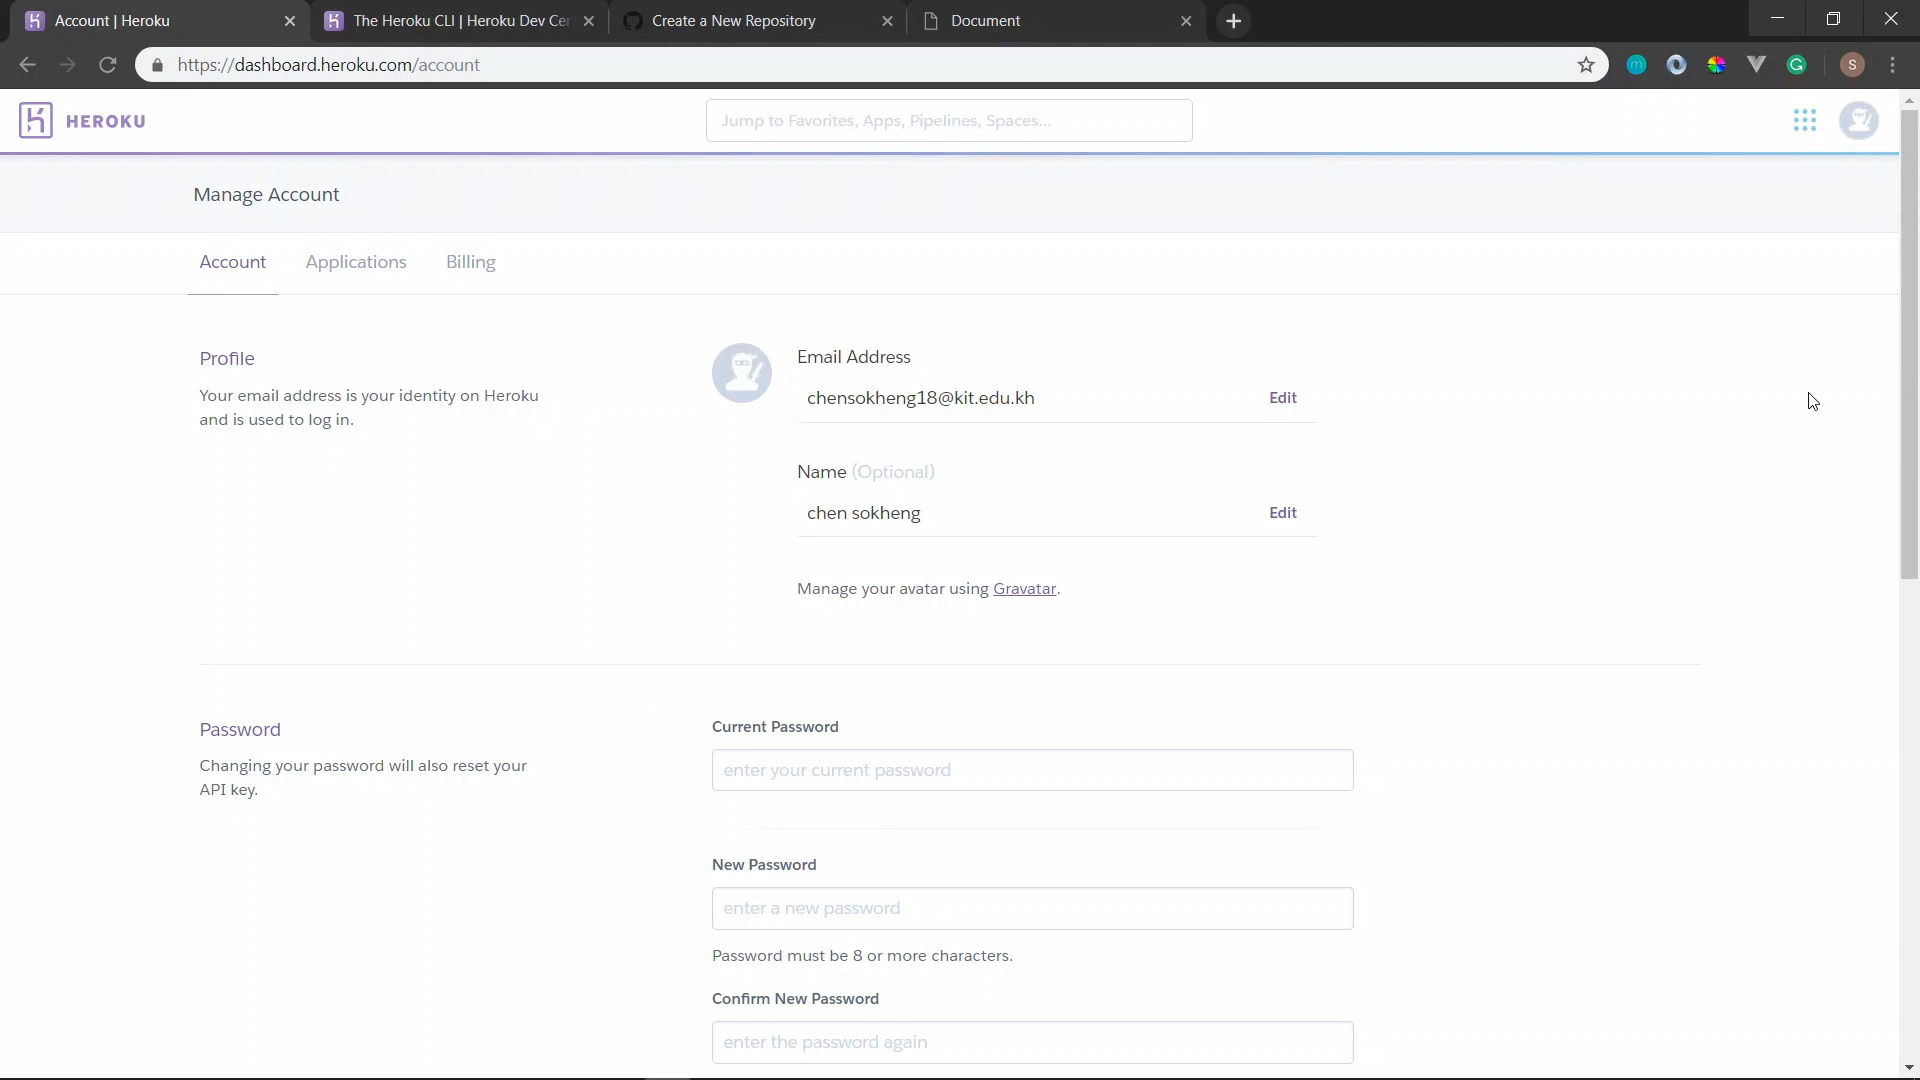 Account | Heroku
The Heroku CLI | Heroku Dev Cen
Create a New Repository
Document
https://dashboard.heroku.com/account
S
HEROKU
Jump to Favorites, Apps, Pipelines, Spaces...
Manage Account
Account
Applications
Billing
Profile
Your email address is your identity on Heroku
and is used to log in.
Email Address
chensokheng18@kit.edu.kh
Edit
Name (Optional)
chen sokheng
Edit
Manage your avatar using Gravatar.
Password
Changing your password will also reset your
API key.
Current Password
enter your current password
New Password
enter a new password
Password must be 8 or more characters.
Confirm New Password
enter the password again